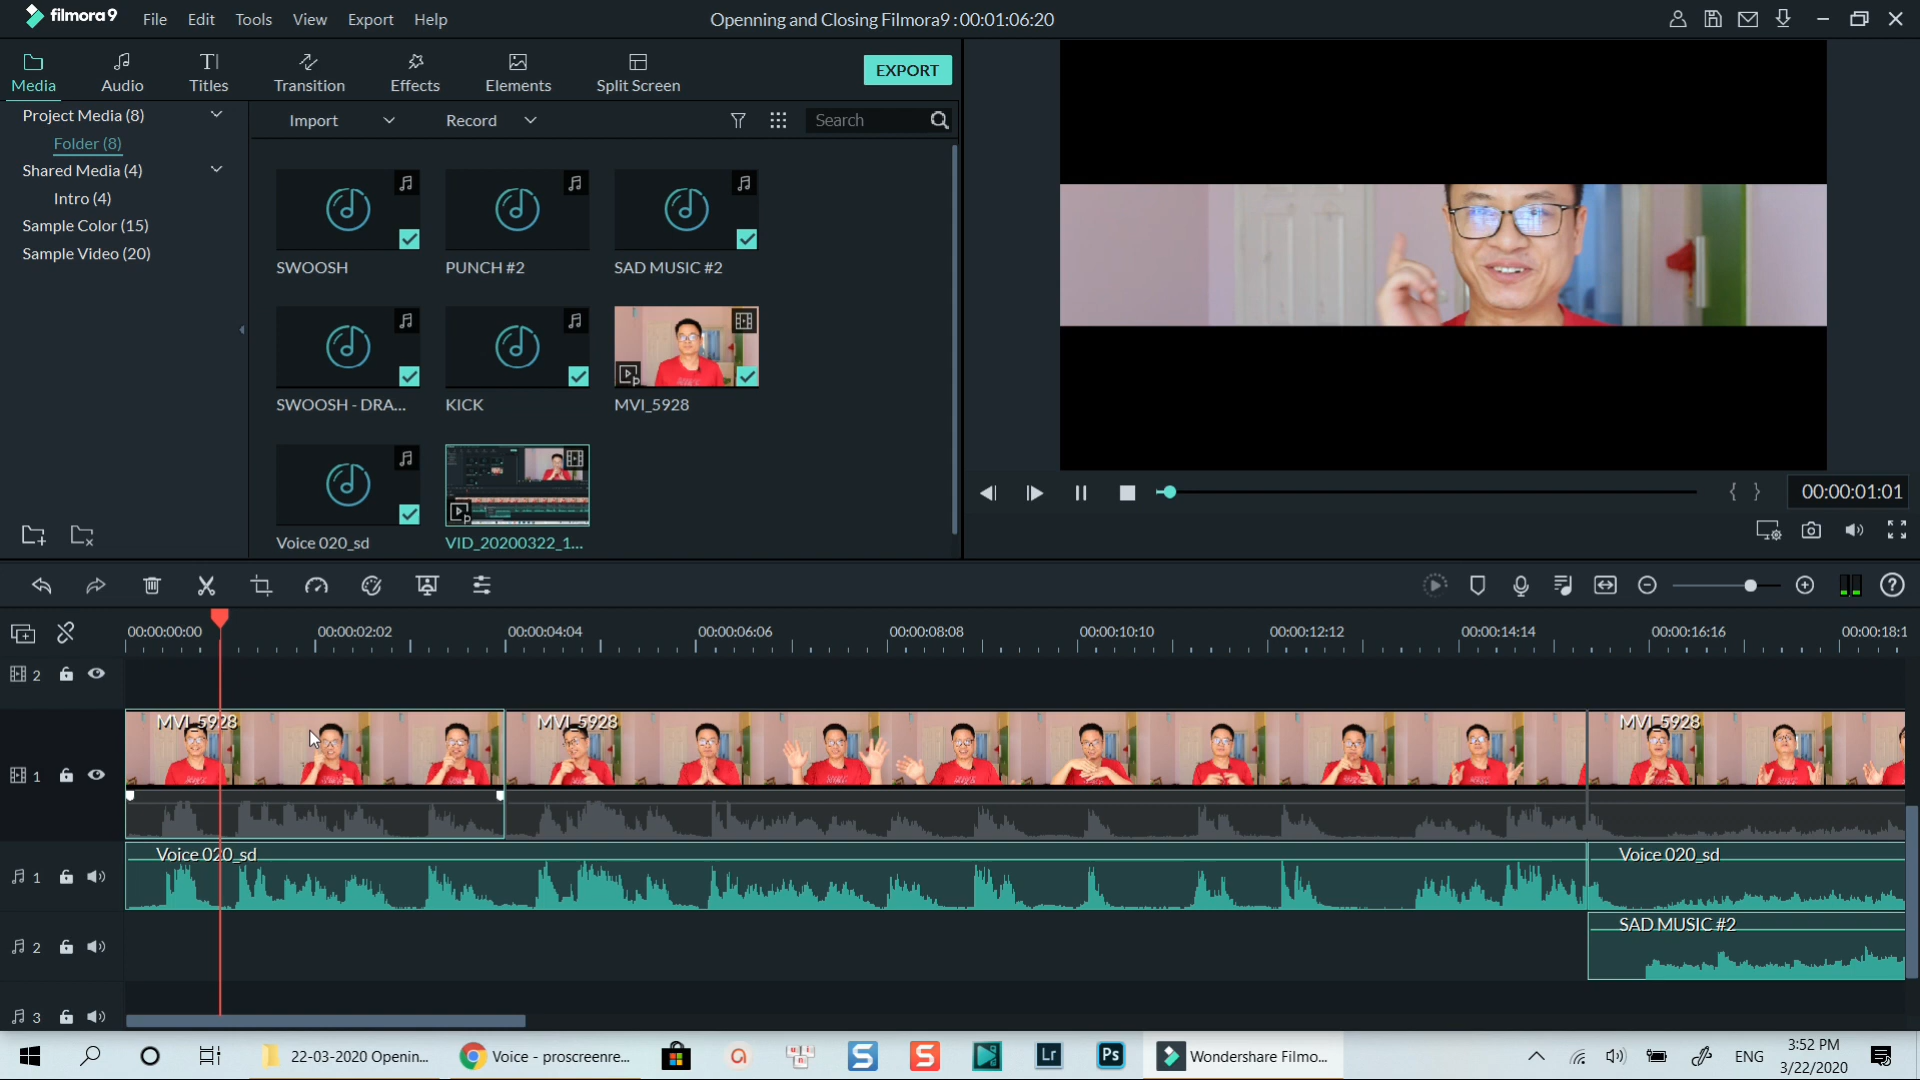 filmora9 File Edit Tools View Export Help
Openning and Closing Filmora9 : 00:01:06:20
Media Audio Titles Transition Effects Elements Split Screen
EXPORT
Project Media (8)
Folder (8)
Shared Media (4)
Intro (4)
Sample Color (15)
Sample Video (20)
Import Record Search
SWOOSH PUNCH #2 SAD MUSIC #2
SWOOSH - DRA... KICK MVI_5928
Voice 020_sd VID_20200322_1...
00:00:01:01
00:00:00:00 00:00:02:02 00:00:04:04 00:00:06:06 00:00:08:08 00:00:10:10 00:00:12:12 00:00:14:14 00:00:16:16 00:00:18:1
2
MVI_5928 MVI_5928 MVI_5928
1
Voice 020_sd Voice 020_sd
1
SAD MUSIC #2
2
3
22-03-2020 Openin... Voice - proscreenre... Lr Ps Wondershare Filmo... ENG
3:52 PM
3/22/2020